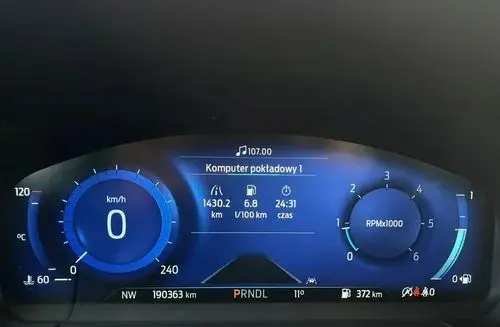 107.00
Komputer pokładowy 1
1430.2 6.8 24:31
km l/100 km czas
120
°C
60
km/h
0
0 240
RPMx1000
0 1 2 3 4 5 6
1
0
NW 190363 km PRNDL 11° 372 km